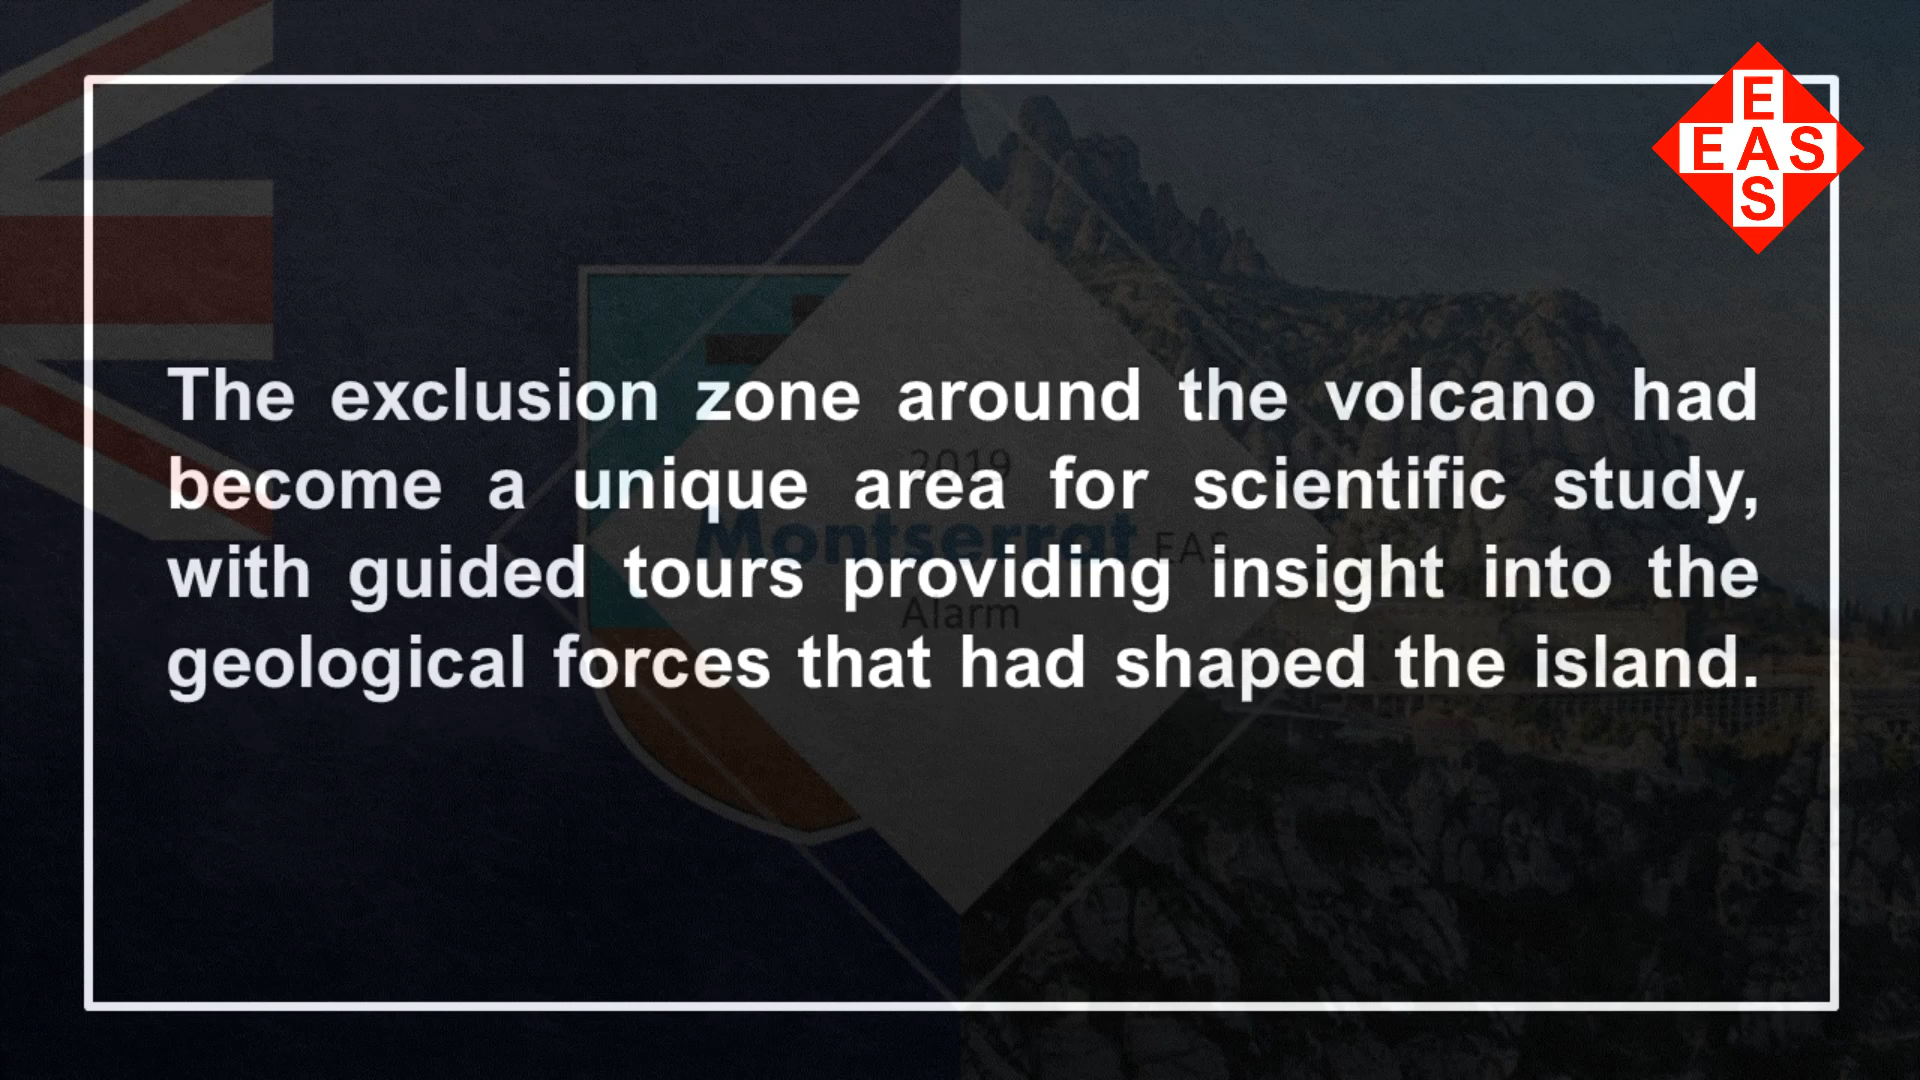 E
EAS
S
The exclusion zone around the volcano had
become a unique area for scientific study,
with guided tours providing insight into the
geological forces that had shaped the island.
2019
Montserrat EAS
Alarm